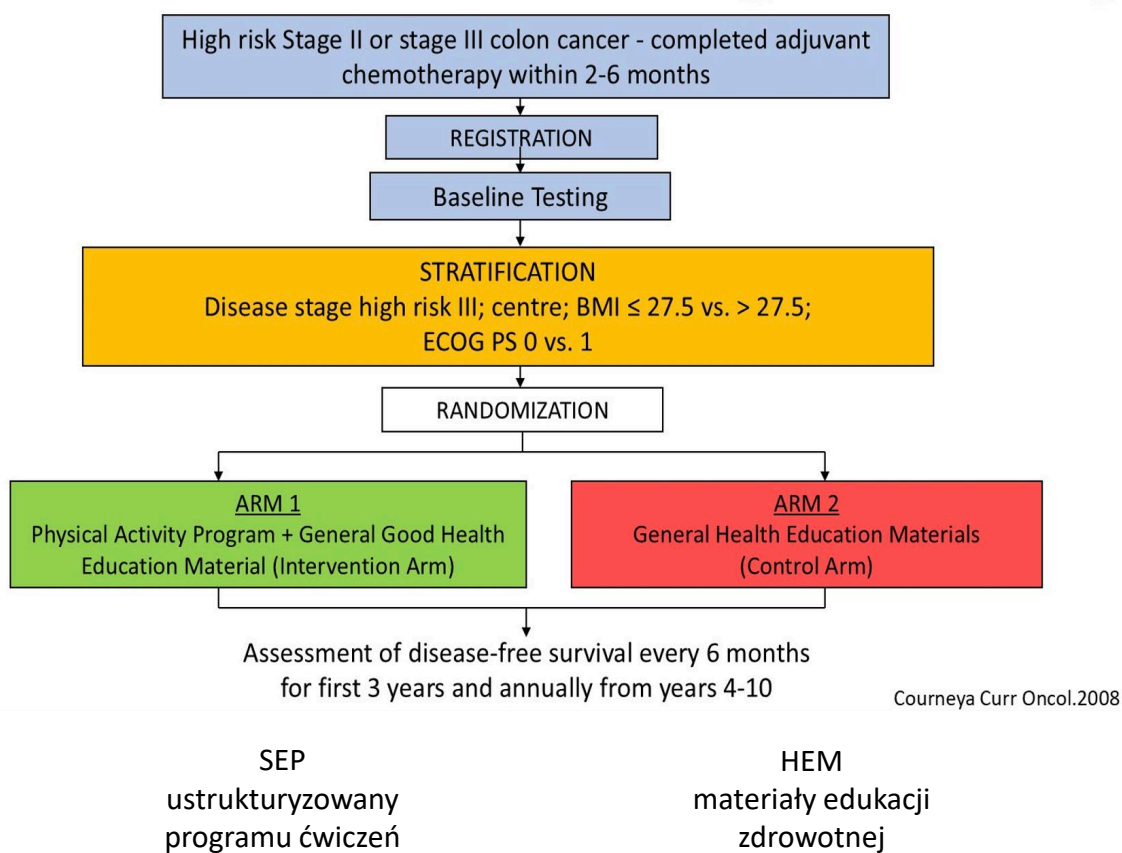 High risk Stage II or stage III colon cancer - completed adjuvant
chemotherapy within 2-6 months
REGISTRATION
Baseline Testing
STRATIFICATION
Disease stage high risk III; centre; BMI ≤ 27.5 vs. > 27.5;
ECOG PS 0 vs. 1
RANDOMIZATION
ARM 1
Physical Activity Program + General Good Health
Education Material (Intervention Arm)
ARM 2
General Health Education Materials
(Control Arm)
Assessment of disease-free survival every 6 months
for first 3 years and annually from years 4-10
Courneya Curr Oncol.2008
SEP
ustrukturyzowany
programu ćwiczeń
HEM
materiały edukacji
zdrowotnej